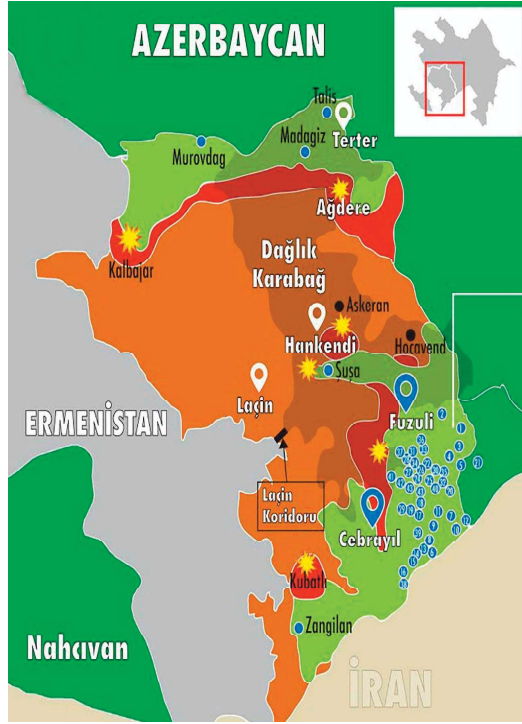 AZERBAYCAN
Talis
Terter
Madagiz
Murovdag
Ağdere
Kalbajar
Dağlık
Karabağ
Askeran
Hankendi
Hocavend
Şuşa
Laçin
Fuzuli
ERMENİSTAN
Laçin
Koridoru
Cebrayıl
Kubatlı
Zangilan
Nahcıvan
İRAN